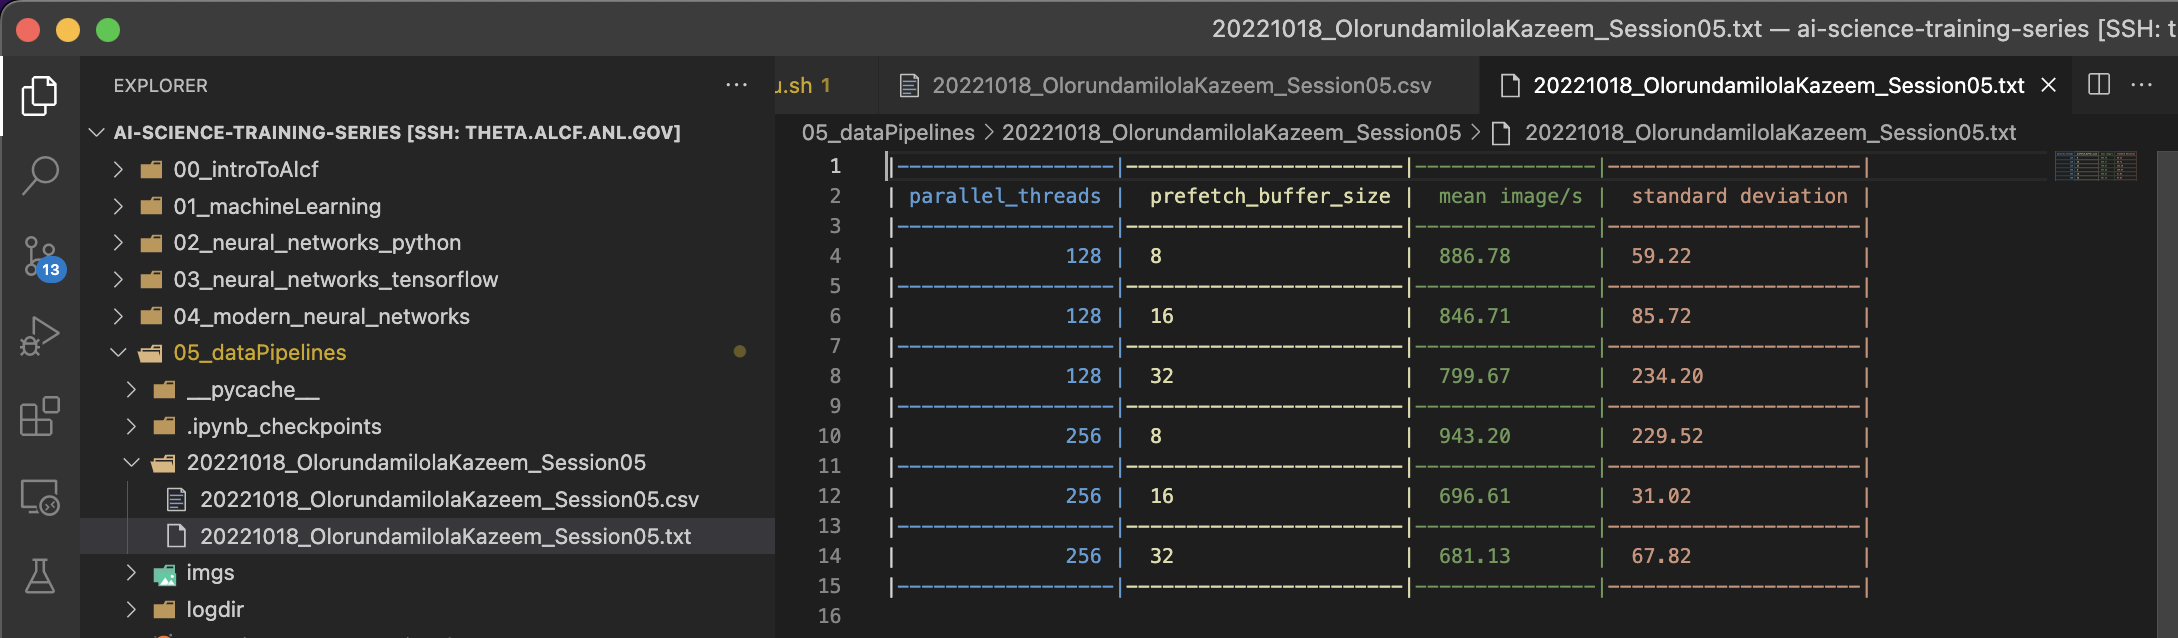 20221018_OlorundamilolaKazeem_Session05.txt — ai-science-training-series [SSH: t
EXPLORER
···
u.sh 1
20221018_OlorundamilolaKazeem_Session05.csv
20221018_OlorundamilolaKazeem_Session05.txt
···
AI-SCIENCE-TRAINING-SERIES [SSH: THETA.ALCF.ANL.GOV]
00_introToAlcf
01_machineLearning
02_neural_networks_python
03_neural_networks_tensorflow
04_modern_neural_networks
05_dataPipelines
__pycache__
.ipynb_checkpoints
20221018_OlorundamilolaKazeem_Session05
20221018_OlorundamilolaKazeem_Session05.csv
20221018_OlorundamilolaKazeem_Session05.txt
imgs
logdir
13
05_dataPipelines > 20221018_OlorundamilolaKazeem_Session05 > 20221018_OlorundamilolaKazeem_Session05.txt
1 |------------------|-----------------------|---------------|---------------------|
2 | parallel_threads | prefetch_buffer_size | mean image/s | standard deviation |
3 |------------------|-----------------------|---------------|---------------------|
4 | 128 | 8 | 886.78 | 59.22 |
5 |------------------|-----------------------|---------------|---------------------|
6 | 128 | 16 | 846.71 | 85.72 |
7 |------------------|-----------------------|---------------|---------------------|
8 | 128 | 32 | 799.67 | 234.20 |
9 |------------------|-----------------------|---------------|---------------------|
10 | 256 | 8 | 943.20 | 229.52 |
11 |------------------|-----------------------|---------------|---------------------|
12 | 256 | 16 | 696.61 | 31.02 |
13 |------------------|-----------------------|---------------|---------------------|
14 | 256 | 32 | 681.13 | 67.82 |
15 |------------------|-----------------------|---------------|---------------------|
16